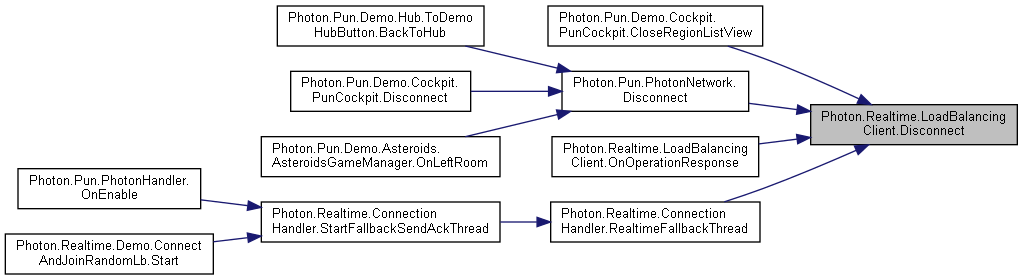 Photon.Pun.Demo.Hub.ToDemo
HubButton.BackToHub
Photon.Pun.Demo.Cockpit.
PunCockpit.CloseRegionListView
Photon.Pun.Demo.Cockpit.
PunCockpit.Disconnect
Photon.Pun.PhotonNetwork.
Disconnect
Photon.Realtime.LoadBalancing
Client.Disconnect
Photon.Pun.Demo.Asteroids.
AsteroidsGameManager.OnLeftRoom
Photon.Realtime.LoadBalancing
Client.OnOperationResponse
Photon.Pun.PhotonHandler.
OnEnable
Photon.Realtime.Connection
Handler.StartFallbackSendAckThread
Photon.Realtime.Connection
Handler.RealtimeFallbackThread
Photon.Realtime.Demo.Connect
AndJoinRandomLb.Start